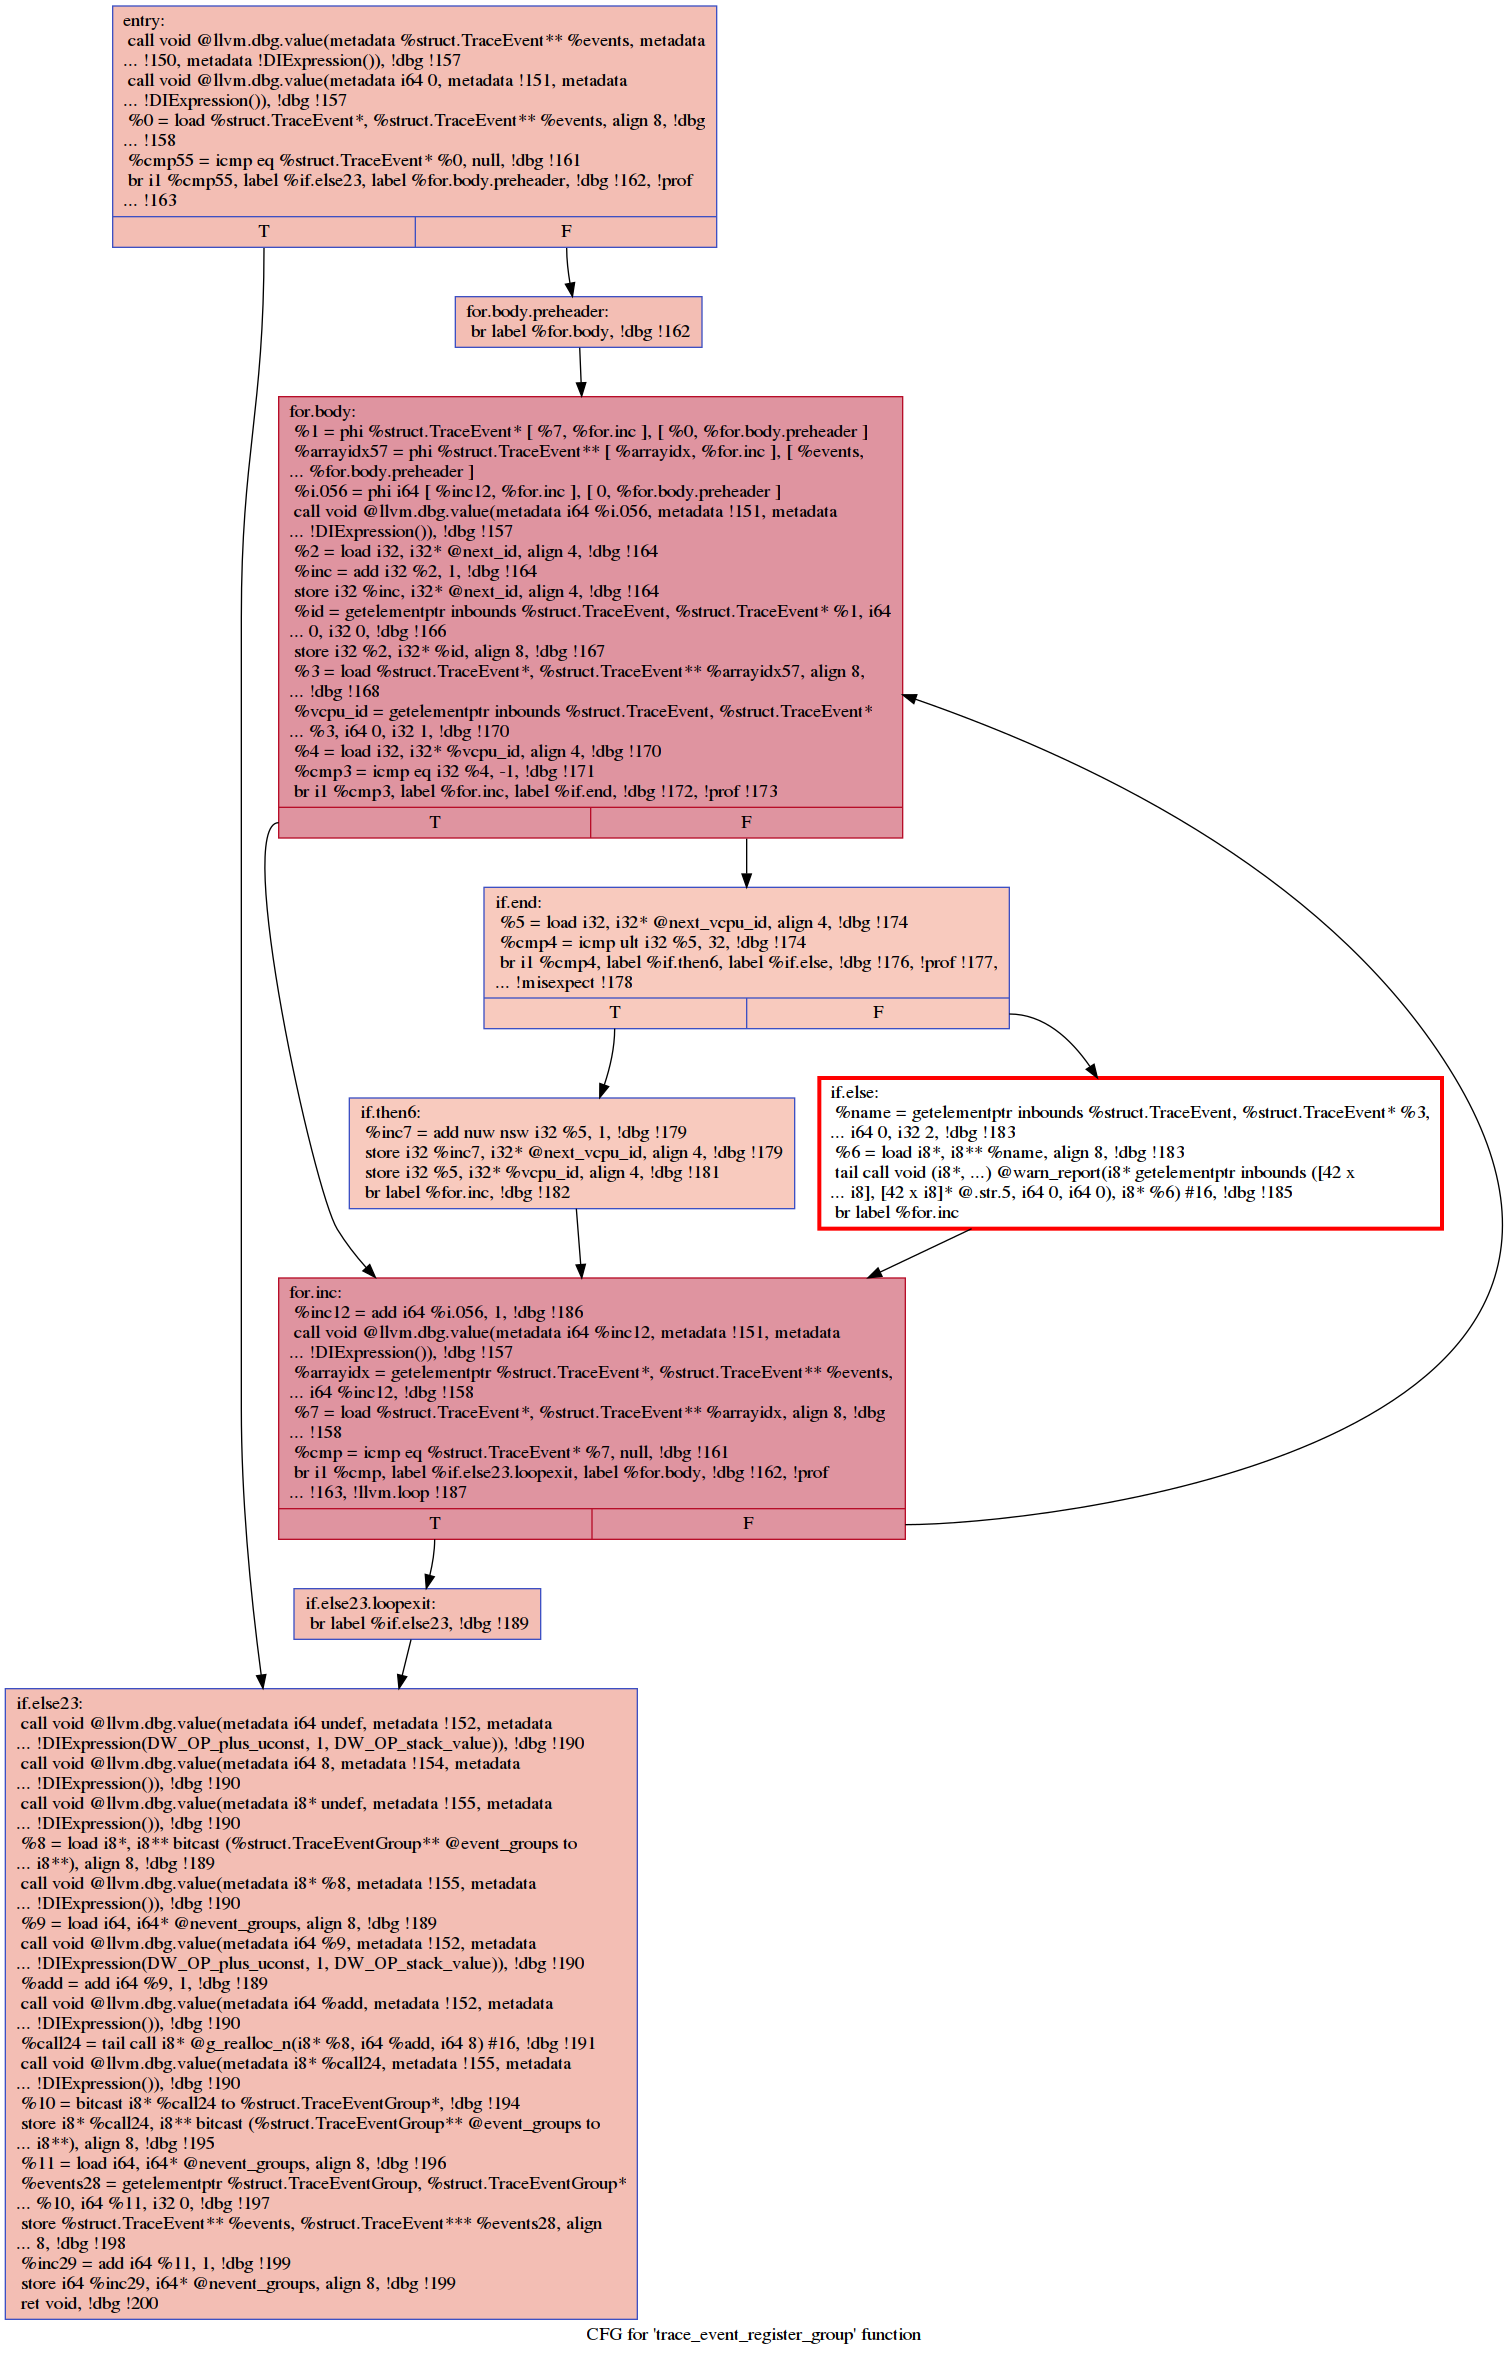 entry:
call void @llvm.dbg.value(metadata %struct.TraceEvent** %events, metadata
... !150, metadata !DIExpression()), !dbg !157
call void @llvm.dbg.value(metadata i64 0, metadata !151, metadata
... !DIExpression()), !dbg !157
%0 = load %struct.TraceEvent*, %struct.TraceEvent** %events, align 8, !dbg
... !158
%cmp55 = icmp eq %struct.TraceEvent* %0, null, !dbg !161
br i1 %cmp55, label %if.else23, label %for.body.preheader, !dbg !162, !prof
... !163
T F
for.body.preheader:
br label %for.body, !dbg !162
for.body:
%1 = phi %struct.TraceEvent* [ %7, %for.inc ], [ %0, %for.body.preheader ]
%arrayidx57 = phi %struct.TraceEvent** [ %arrayidx, %for.inc ], [ %events,
... %for.body.preheader ]
%i.056 = phi i64 [ %inc12, %for.inc ], [ 0, %for.body.preheader ]
call void @llvm.dbg.value(metadata i64 %i.056, metadata !151, metadata
... !DIExpression()), !dbg !157
%2 = load i32, i32* @next_id, align 4, !dbg !164
%inc = add i32 %2, 1, !dbg !164
store i32 %inc, i32* @next_id, align 4, !dbg !164
%id = getelementptr inbounds %struct.TraceEvent, %struct.TraceEvent* %1, i64
... 0, i32 0, !dbg !166
store i32 %2, i32* %id, align 8, !dbg !167
%3 = load %struct.TraceEvent*, %struct.TraceEvent** %arrayidx57, align 8,
... !dbg !168
%vcpu_id = getelementptr inbounds %struct.TraceEvent, %struct.TraceEvent*
... %3, i64 0, i32 1, !dbg !170
%4 = load i32, i32* %vcpu_id, align 4, !dbg !170
%cmp3 = icmp eq i32 %4, -1, !dbg !171
br i1 %cmp3, label %for.inc, label %if.end, !dbg !172, !prof !173
T F
if.end:
%5 = load i32, i32* @next_vcpu_id, align 4, !dbg !174
%cmp4 = icmp ult i32 %5, 32, !dbg !174
br i1 %cmp4, label %if.then6, label %if.else, !dbg !176, !prof !177,
... !misexpect !178
T F
if.then6:
%inc7 = add nuw nsw i32 %5, 1, !dbg !179
store i32 %inc7, i32* @next_vcpu_id, align 4, !dbg !179
store i32 %5, i32* %vcpu_id, align 4, !dbg !181
br label %for.inc, !dbg !182
if.else:
%name = getelementptr inbounds %struct.TraceEvent, %struct.TraceEvent* %3,
... i64 0, i32 2, !dbg !183
%6 = load i8*, i8** %name, align 8, !dbg !183
tail call void (i8*, ...) @warn_report(i8* getelementptr inbounds ([42 x
... i8], [42 x i8]* @.str.5, i64 0, i64 0), i8* %6) #16, !dbg !185
br label %for.inc
for.inc:
%inc12 = add i64 %i.056, 1, !dbg !186
call void @llvm.dbg.value(metadata i64 %inc12, metadata !151, metadata
... !DIExpression()), !dbg !157
%arrayidx = getelementptr %struct.TraceEvent*, %struct.TraceEvent** %events,
... i64 %inc12, !dbg !158
%7 = load %struct.TraceEvent*, %struct.TraceEvent** %arrayidx, align 8, !dbg
... !158
%cmp = icmp eq %struct.TraceEvent* %7, null, !dbg !161
br i1 %cmp, label %if.else23.loopexit, label %for.body, !dbg !162, !prof
... !163, !llvm.loop !187
T F
if.else23.loopexit:
br label %if.else23, !dbg !189
if.else23:
call void @llvm.dbg.value(metadata i64 undef, metadata !152, metadata
... !DIExpression(DW_OP_plus_uconst, 1, DW_OP_stack_value)), !dbg !190
call void @llvm.dbg.value(metadata i64 8, metadata !154, metadata
... !DIExpression()), !dbg !190
call void @llvm.dbg.value(metadata i8* undef, metadata !155, metadata
... !DIExpression()), !dbg !190
%8 = load i8*, i8** bitcast (%struct.TraceEventGroup** @event_groups to
... i8**), align 8, !dbg !189
call void @llvm.dbg.value(metadata i8* %8, metadata !155, metadata
... !DIExpression()), !dbg !190
%9 = load i64, i64* @nevent_groups, align 8, !dbg !189
call void @llvm.dbg.value(metadata i64 %9, metadata !152, metadata
... !DIExpression(DW_OP_plus_uconst, 1, DW_OP_stack_value)), !dbg !190
%add = add i64 %9, 1, !dbg !189
call void @llvm.dbg.value(metadata i64 %add, metadata !152, metadata
... !DIExpression()), !dbg !190
%call24 = tail call i8* @g_realloc_n(i8* %8, i64 %add, i64 8) #16, !dbg !191
call void @llvm.dbg.value(metadata i8* %call24, metadata !155, metadata
... !DIExpression()), !dbg !190
%10 = bitcast i8* %call24 to %struct.TraceEventGroup*, !dbg !194
store i8* %call24, i8** bitcast (%struct.TraceEventGroup** @event_groups to
... i8**), align 8, !dbg !195
%11 = load i64, i64* @nevent_groups, align 8, !dbg !196
%events28 = getelementptr %struct.TraceEventGroup, %struct.TraceEventGroup*
... %10, i64 %11, i32 0, !dbg !197
store %struct.TraceEvent** %events, %struct.TraceEvent*** %events28, align
... 8, !dbg !198
%inc29 = add i64 %11, 1, !dbg !199
store i64 %inc29, i64* @nevent_groups, align 8, !dbg !199
ret void, !dbg !200
CFG for 'trace_event_register_group' function